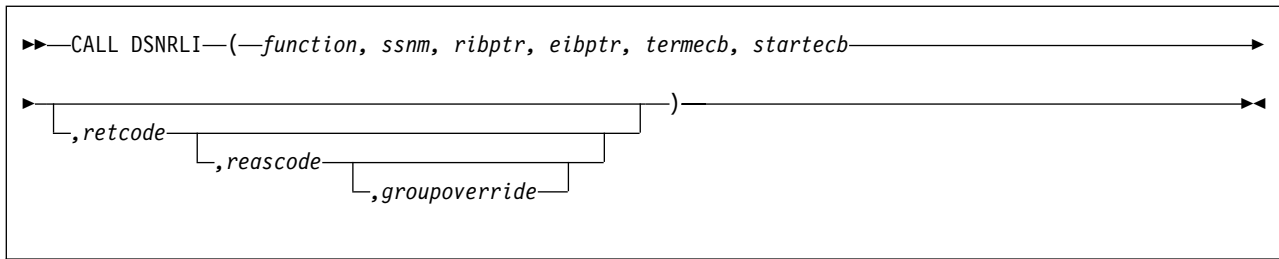 CALL DSNRLI ( function, ssnm, ribptr, eibptr, termecb, startecb
)
,retcode
,reascode
,groupoverride